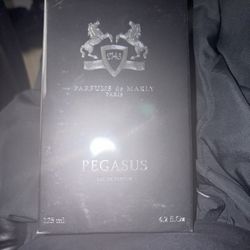 PARFUMS de MARLY
PARIS
PEGASUS
EAU DE PARFUM
125 ml
4.2 fl.Oz